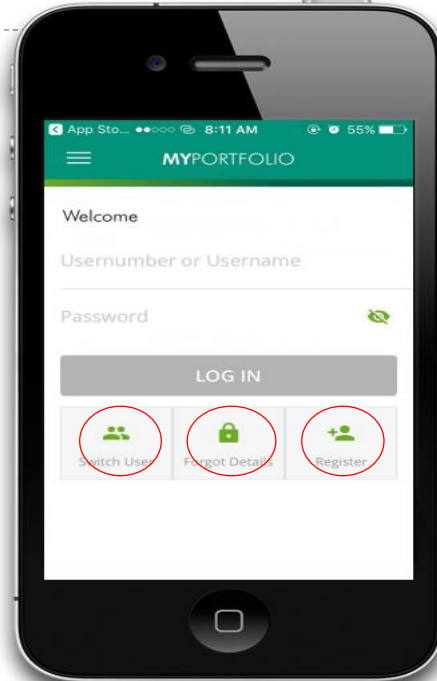 App Sto... 8:11 AM 55%
MYPORTFOLIO
Welcome
Usernumber or Username
Password
LOG IN
Switch User Forgot Details Register